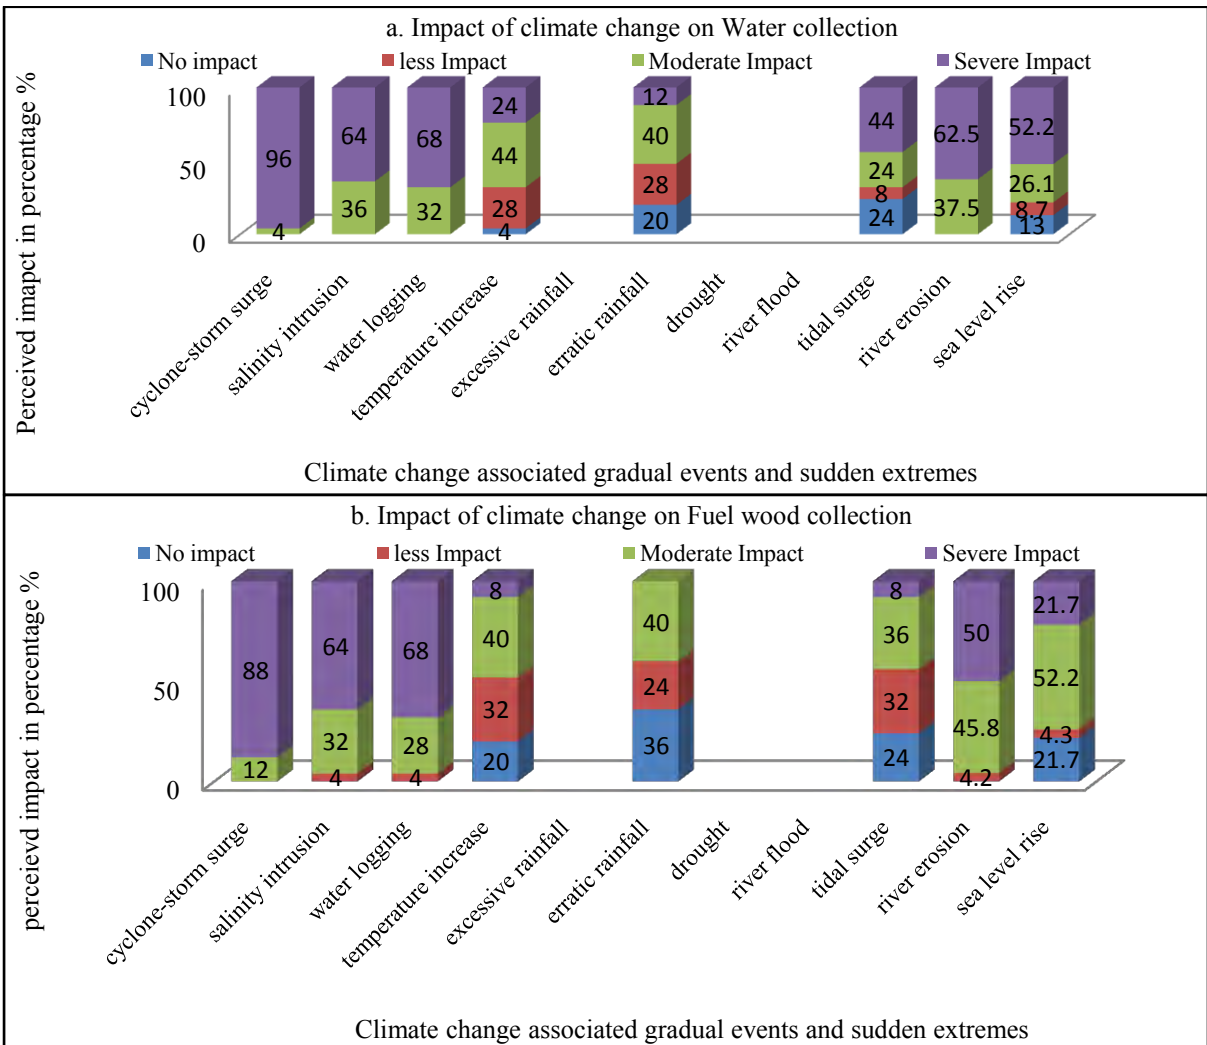 a. Impact of climate change on Water collection
No impact less Impact Moderate Impact Severe Impact
Perceived imapct in percentage %
100
50
0
96
4
64
36
68
32
24
44
28
4
12
40
28
20
44
24
8
24
62.5
37.5
52.2
26.1
8.7
13
cyclone-storm surge
salinity intrusion
water logging
temperature increase
excessive rainfall
erratic rainfall
drought
river flood
tidal surge
river erosion
sea level rise
Climate change associated gradual events and sudden extremes
b. Impact of climate change on Fuel wood collection
No impact less Impact Moderate Impact Severe Impact
perceievd impact in percentage %
100
50
0
88
12
64
32
4
68
28
4
8
40
32
20
40
24
36
8
36
32
24
50
45.8
4.2
21.7
52.2
4.3
21.7
cyclone-storm surge
salinity intrusion
water logging
temperature increase
excessive rainfall
erratic rainfall
drought
river flood
tidal surge
river erosion
sea level rise
Climate change associated gradual events and sudden extremes